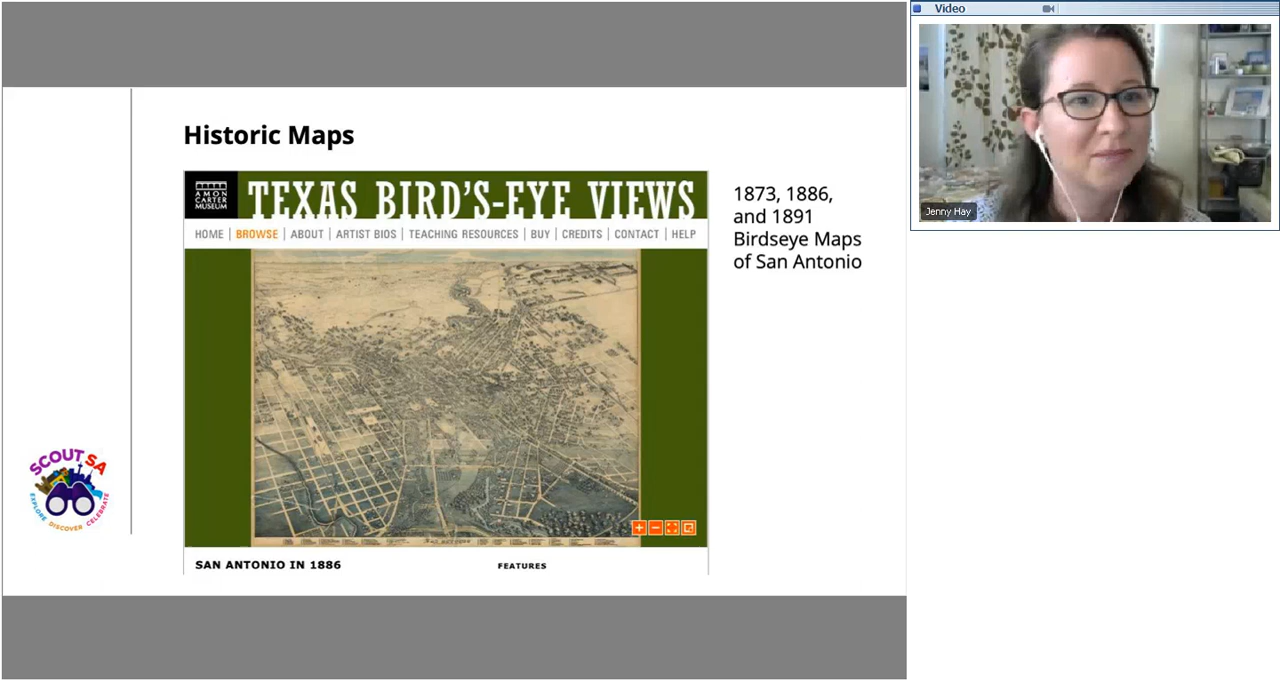 Video
Jenny Hay
Historic Maps
AMON
CARTER
MUSEUM
TEXAS BIRD'S-EYE VIEWS
HOME | BROWSE | ABOUT | ARTIST BIOS | TEACHING RESOURCES | BUY | CREDITS | CONTACT | HELP
SAN ANTONIO IN 1886
FEATURES
1873, 1886,
and 1891
Birdseye Maps
of San Antonio
SCOUT SA
EXPLORE DISCOVER CELEBRATE